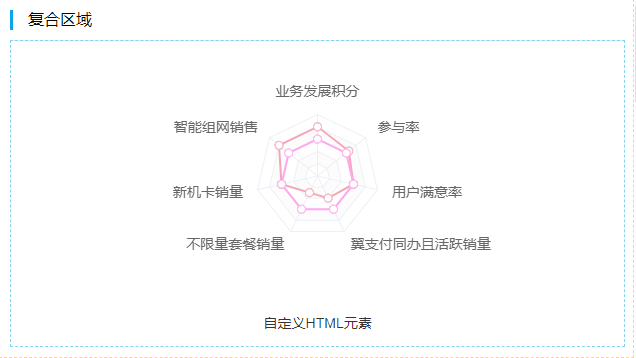 复合区域
业务发展积分
智能组网销售
参与率
新机卡销量
用户满意率
不限量套餐销量
翼支付同办且活跃销量
自定义HTML元素